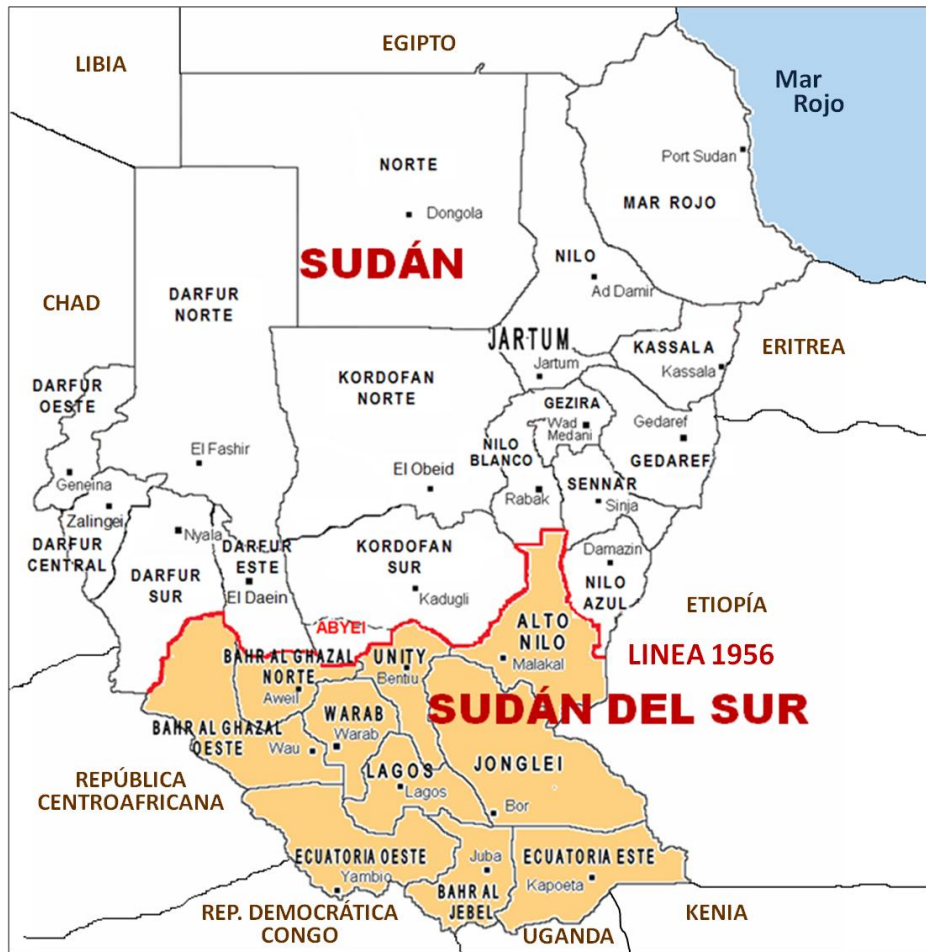 EGIPTO
LIBIA
Mar
Rojo
Port Sudan
NORTE
MAR ROJO
Dongola
SUDÁN
NILO
Ad Damir
CHAD
DARFUR
NORTE
JARTUM
Jartum
KASSALA
Kassala
ERITREA
DARFUR
OESTE
KORDOFAN
NORTE
GEZIRA
Wad
Medani
Gedaref
GEDAREF
El Fashir
NILO
BLANCO
El Obeid
Geneina
Rabak
SENNAR
Sinja
Zalingei
DARFUR
CENTRAL
Nyala
DARFUR
SUR
DARFUR
ESTE
El Daein
KORDOFAN
SUR
Kadugli
Damazin
NILO
AZUL
ETIOPÍA
ABYEI
ALTO
NILO
Malakal
LINEA 1956
BAHR AL GHAZAL
NORTE
Aweil
UNITY
Bentiu
SUDÁN DEL SUR
BAHR AL GHAZAL
OESTE
Wau
WARAB
Warab
LAGOS
Lagos
JONGLEI
Bor
REPÚBLICA
CENTROAFRICANA
ECUATORIA OESTE
Yambio
Juba
BAHR AL
JEBEL
ECUATORIA ESTE
Kapoeta
REP. DEMOCRÁTICA
CONGO
UGANDA
KENIA